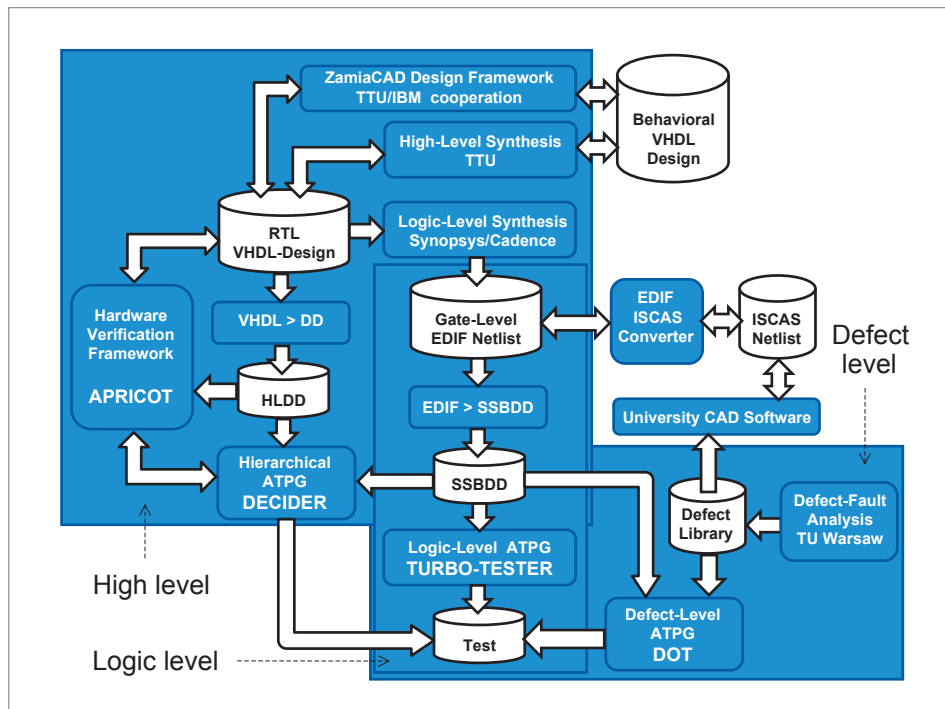 ZamiaCAD Design Framework
TTU/IBM cooperation
Behavioral
VHDL
Design
High-Level Synthesis
TTU
RTL
VHDL-Design
Logic-Level Synthesis
Synopsys/Cadence
Hardware
Verification
Framework
APRICOT
VHDL > DD
Gate-Level
EDIF Netlist
EDIF
ISCAS
Converter
ISCAS
Netlist
Defect
level
HLDD
EDIF > SSBDD
University CAD Software
Hierarchical
ATPG
DECIDER
SSBDD
Defect
Library
Defect-Fault
Analysis
TU Warsaw
Logic-Level ATPG
TURBO-TESTER
High level
Test
Defect-Level
ATPG
DOT
Logic level